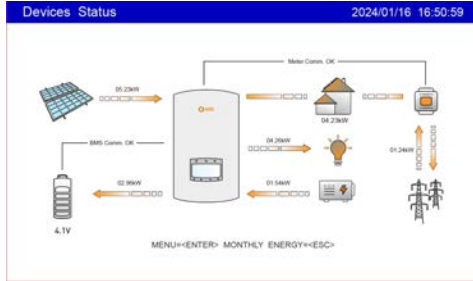 Devices Status 2024/01/16 16:50:59
Meter Comm. OK
05.23kW
04.23kW
BMS Comm. OK
04.26kW
01.24kW
02.96kW
01.54kW
4.1V
MENU=<ENTER> MONTHLY ENERGY=<ESC>